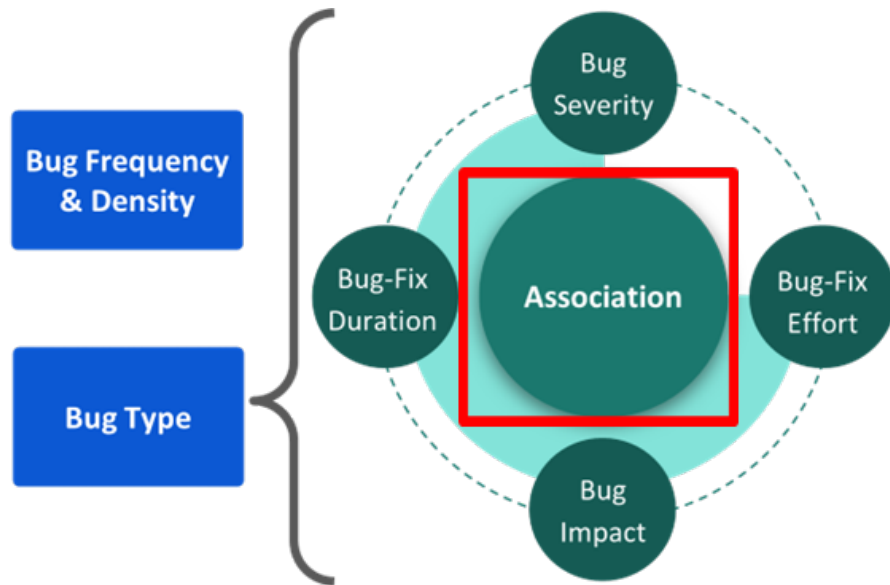 Bug Frequency
& Density
Bug Type
Bug
Severity
Bug-Fix
Duration
Association
Bug-Fix
Effort
Bug
Impact